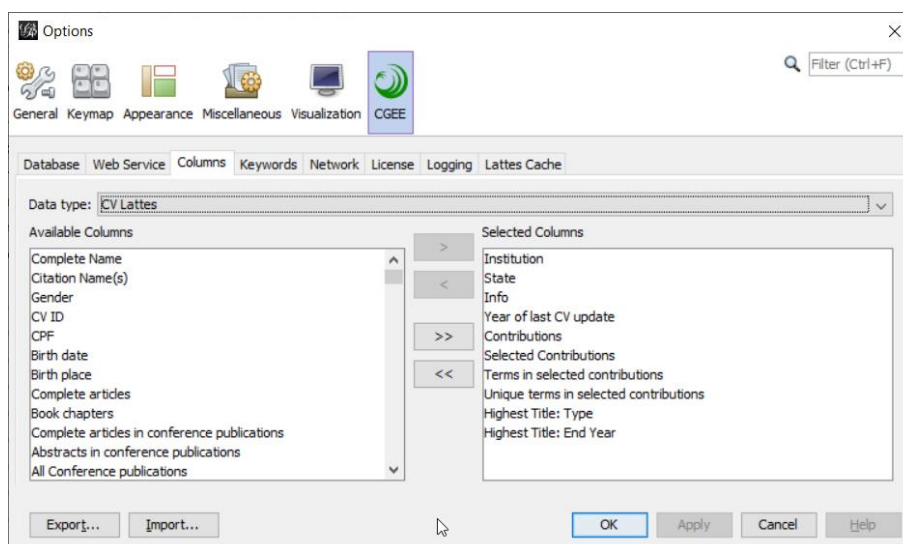 Options
Filter (Ctrl+F)
General Keymap Appearance Miscellaneous Visualization CGEE
Database Web Service Columns Keywords Network License Logging Lattes Cache
Data type: CV Lattes
Available Columns
Complete Name
Citation Name(s)
Gender
CV ID
CPF
Birth date
Birth place
Complete articles
Book chapters
Complete articles in conference publications
Abstracts in conference publications
All Conference publications
>
<
>>
<<
Selected Columns
Institution
State
Info
Year of last CV update
Contributions
Selected Contributions
Terms in selected contributions
Unique terms in selected contributions
Highest Title: Type
Highest Title: End Year
Export... Import... OK Apply Cancel Help